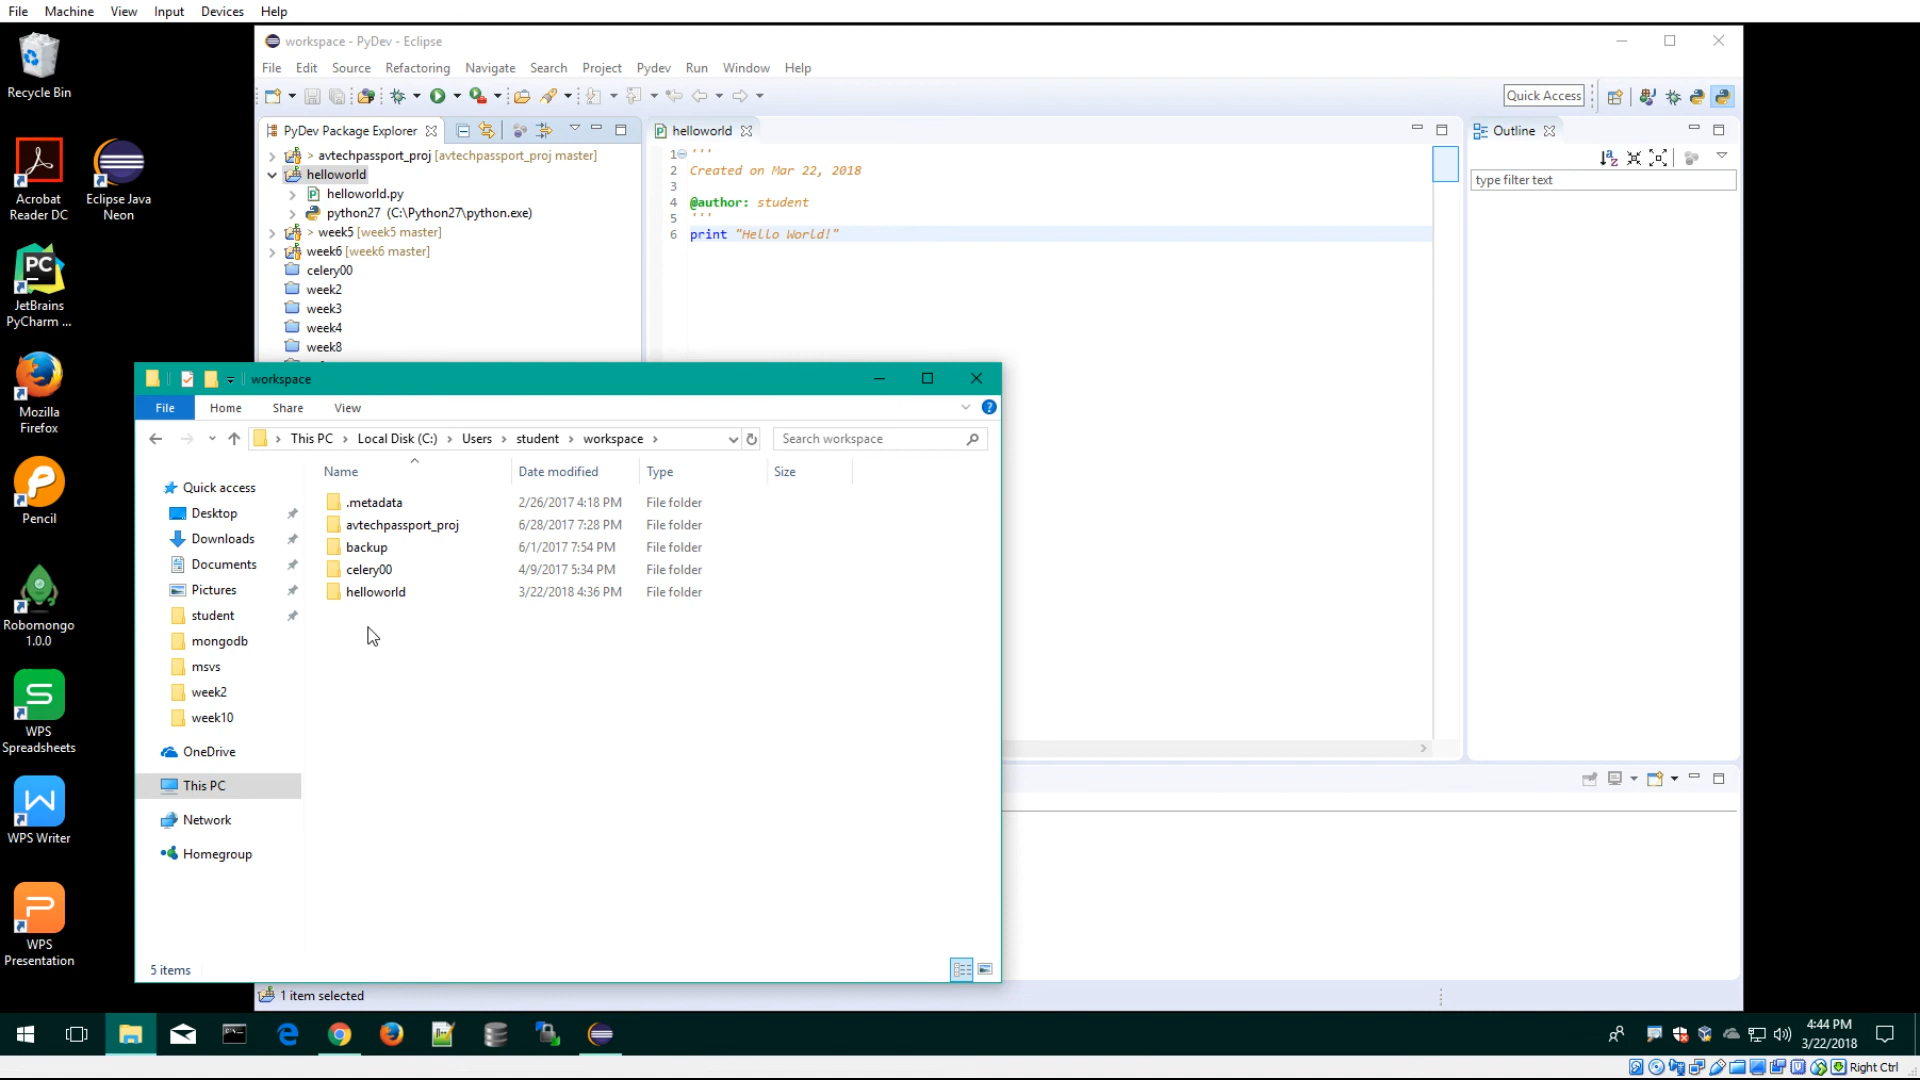 File Machine View Input Devices Help
Recycle Bin
Acrobat Reader DC
Eclipse Java Neon
JetBrains PyCharm ...
Mozilla Firefox
Pencil
Robomongo 1.0.0
WPS Spreadsheets
WPS Writer
WPS Presentation
workspace - PyDev - Eclipse
File Edit Source Refactoring Navigate Search Project Pydev Run Window Help
Quick Access
PyDev Package Explorer
> avtechpassport_proj [avtechpassport_proj master]
helloworld
helloworld.py
python27 (C:\Python27\python.exe)
> week5 [week5 master]
week6 [week6 master]
celery00
week2
week3
week4
week8
helloworld
1 '''
2 Created on Mar 22, 2018
3
4 @author: student
5 '''
6 print "Hello World!"
Outline
type filter text
workspace
File Home Share View
This PC > Local Disk (C:) > Users > student > workspace >
Search workspace
Quick access
Desktop
Downloads
Documents
Pictures
student
mongodb
msvs
week2
week10
OneDrive
This PC
Network
Homegroup
Name Date modified Type Size
.metadata 2/26/2017 4:18 PM File folder
avtechpassport_proj 6/28/2017 7:28 PM File folder
backup 6/1/2017 7:54 PM File folder
celery00 4/9/2017 5:34 PM File folder
helloworld 3/22/2018 4:36 PM File folder
5 items
1 item selected
4:44 PM
3/22/2018
Right Ctrl